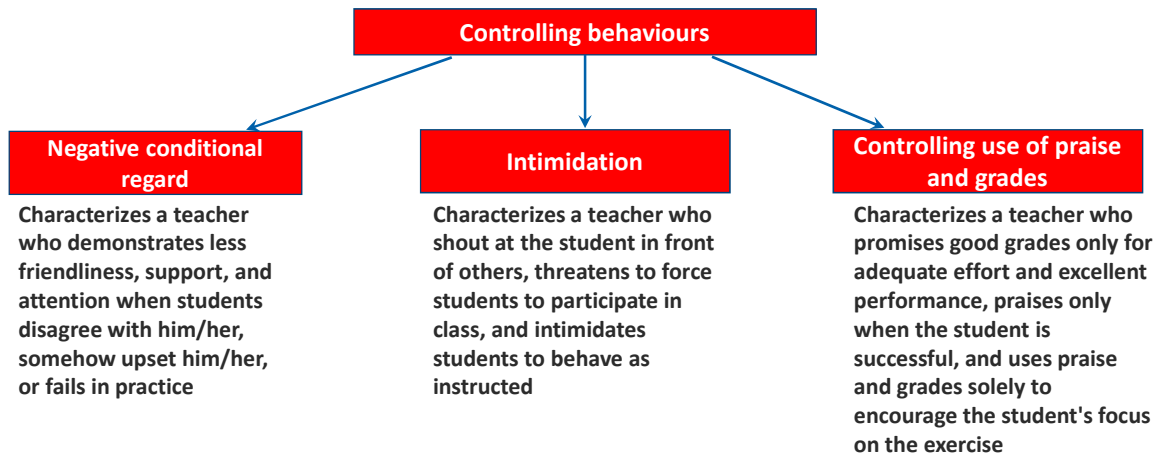 Controlling behaviours
Negative conditional
regard
Characterizes a teacher
who demonstrates less
friendliness, support, and
attention when students
disagree with him/her,
somehow upset him/her,
or fails in practice
Intimidation
Characterizes a teacher who
shout at the student in front
of others, threatens to force
students to participate in
class, and intimidates
students to behave as
instructed
Controlling use of praise
and grades
Characterizes a teacher who
promises good grades only for
adequate effort and excellent
performance, praises only
when the student is
successful, and uses praise
and grades solely to
encourage the student's focus
on the exercise